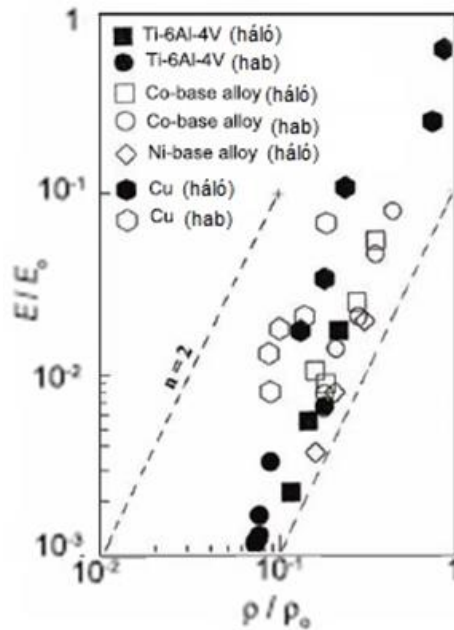 1
Ti-6Al-4V (háló)
Ti-6Al-4V (hab)
Co-base alloy (háló)
Co-base alloy (hab)
Ni-base alloy (háló)
Cu (háló)
Cu (hab)
10⁻¹
E/Eₒ
n = 2
10⁻²
10⁻³
10⁻² 10⁻¹ 1
ρ/ρₒ